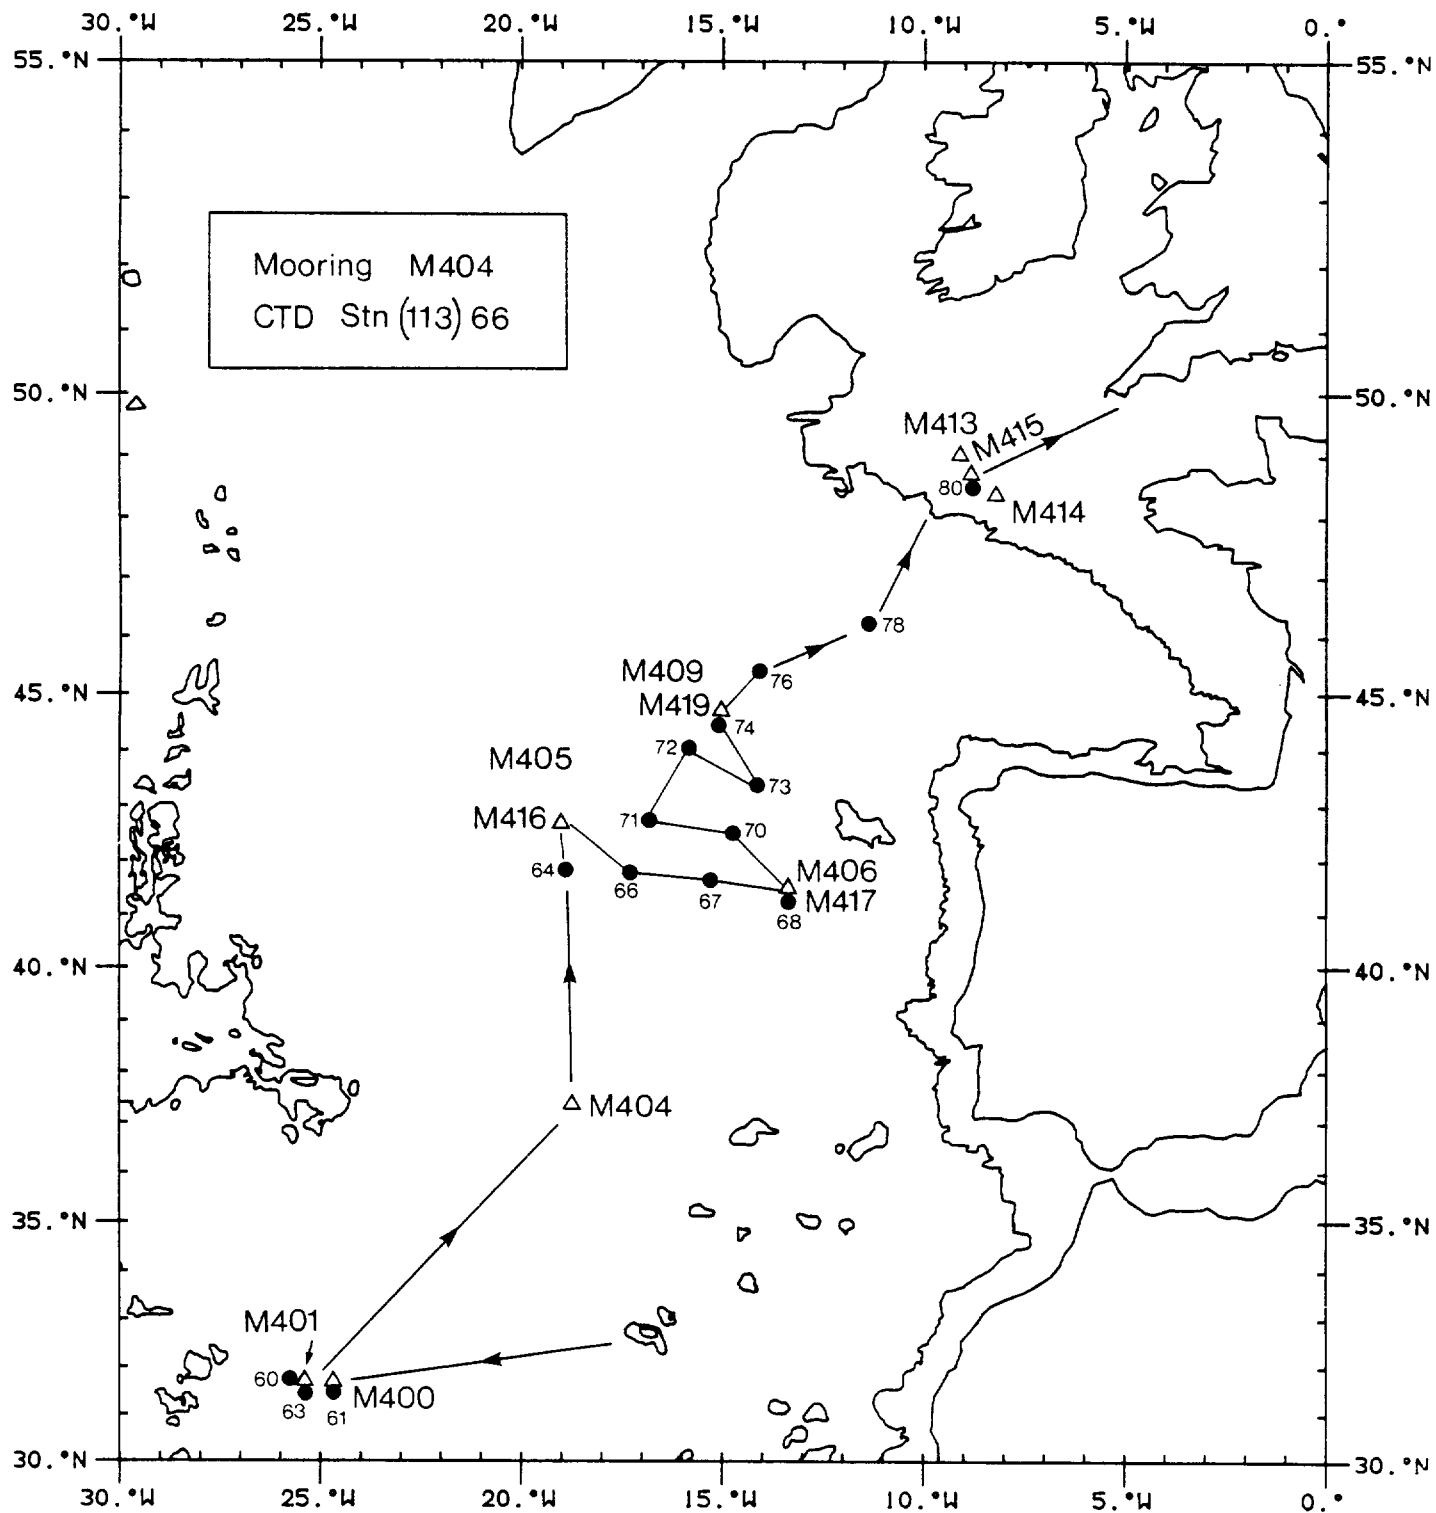 30.°W 25.°W 20.°W 15.°W 10.°W 5.°W 0.°
55.°N 55.°N
Mooring M404
CTD Stn (113) 66
50.°N 50.°N
M413
M415
80
M414
78
M409
76
M419
74
45.°N 45.°N
72
M405
73
M416 71 70
64 66 67 M406
M417
68
40.°N 40.°N
M404
35.°N 35.°N
M401
60
63 61 M400
30.°N 30.°N
30.°W 25.°W 20.°W 15.°W 10.°W 5.°W 0.°